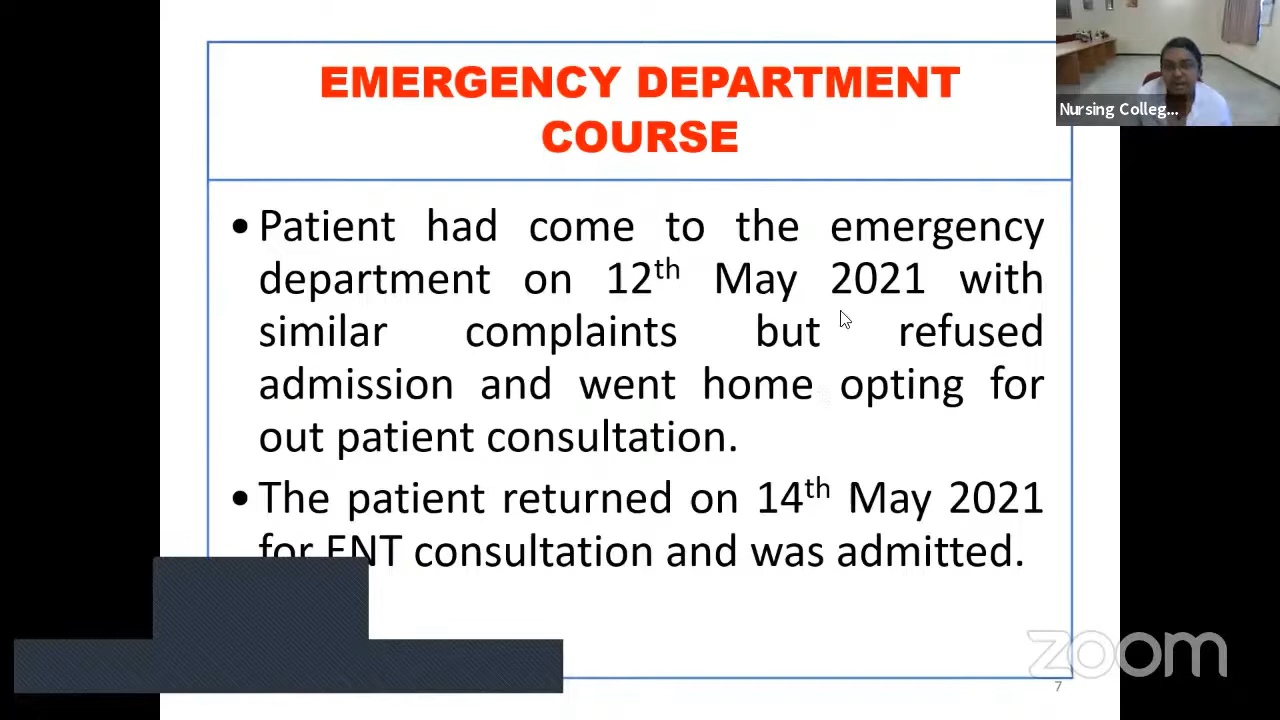 EMERGENCY DEPARTMENT
COURSE
Nursing Colleg...
• Patient had come to the emergency
department on 12th May 2021 with
similar complaints but refused
admission and went home opting for
out patient consultation.
• The patient returned on 14th May 2021
for ENT consultation and was admitted.
zoom
7